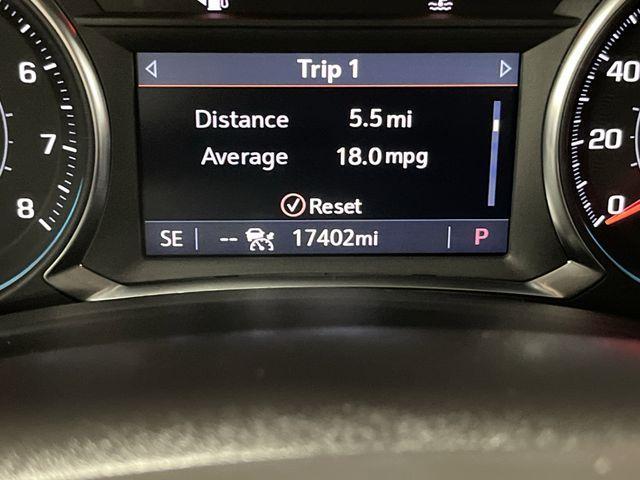 Trip 1
Distance 5.5 mi
Average 18.0 mpg
Reset
SE -- 17402mi P
6
7
8
40
20
0